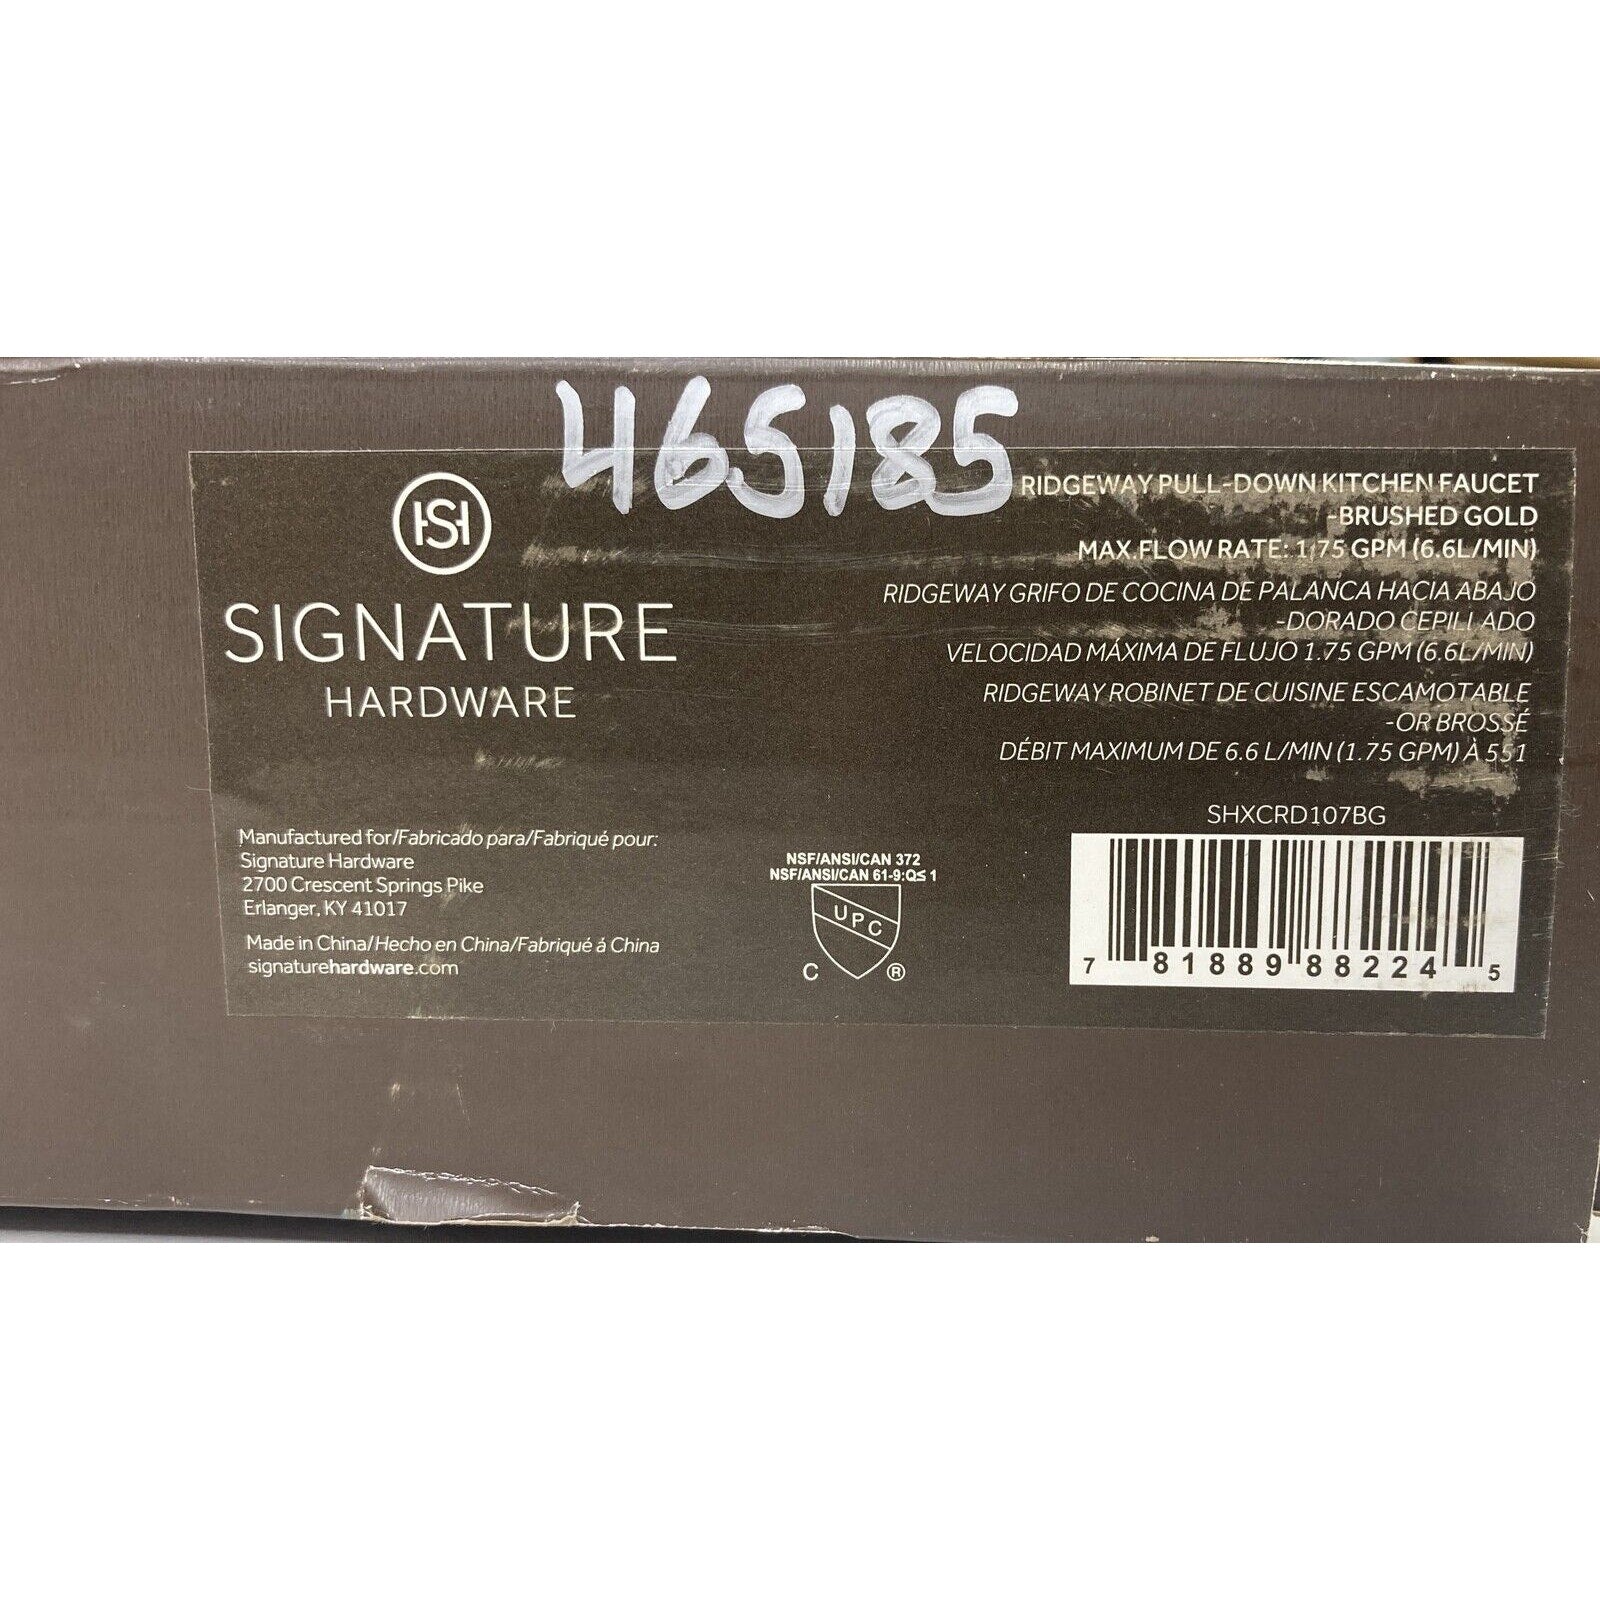 465185
HSH
SIGNATURE
HARDWARE
RIDGEWAY PULL-DOWN KITCHEN FAUCET
-BRUSHED GOLD
MAX.FLOW RATE: 1.75 GPM (6.6L/MIN)
RIDGEWAY GRIFO DE COCINA DE PALANCA HACIA ABAJO
-DORADO CEPILLADO
VELOCIDAD MÁXIMA DE FLUJO 1.75 GPM (6.6L/MIN)
RIDGEWAY ROBINET DE CUISINE ESCAMOTABLE
-OR BROSSÉ
DÉBIT MAXIMUM DE 6.6 L/MIN (1.75 GPM) À 551
Manufactured for/Fabricado para/Fabriqué pour:
Signature Hardware
2700 Crescent Springs Pike
Erlanger, KY 41017
Made in China/Hecho en China/Fabriqué á China
signaturehardware.com
NSF/ANSI/CAN 372
NSF/ANSI/CAN 61-9:Q≤ 1
UPC
C ®
SHXCRD107BG
7 81889 88224 5